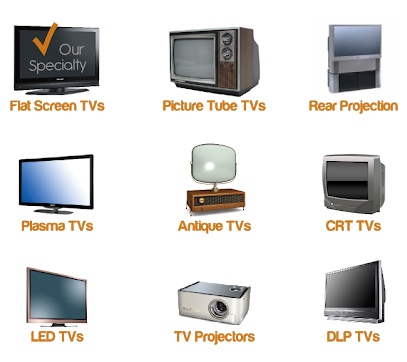 Our
Specialty
Flat Screen TVs
Picture Tube TVs
Rear Projection
Plasma TVs
Antique TVs
CRT TVs
LED TVs
TV Projectors
DLP TVs